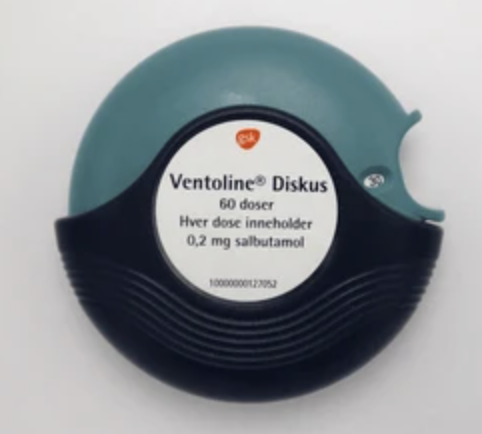 gsk
Ventoline® Diskus
60 doser
Hver dose inneholder
0,2 mg salbutamol
10000000127052